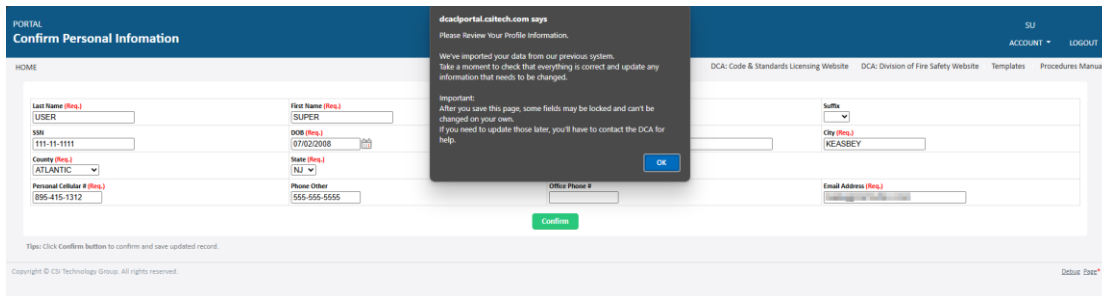 PORTAL
Confirm Personal Infomation
SU
ACCOUNT
LOGOUT
dcaclportal.csitech.com says
Please Review Your Profile Information.
We've imported your data from our previous system.
Take a moment to check that everything is correct and update any
information that needs to be changed.
Important:
After you save this page, some fields may be locked and can't be
changed on your own.
If you need to update those later, you'll have to contact the DCA for
help.
OK
HOME
DCA: Code & Standards Licensing Website
DCA: Division of Fire Safety Website
Templates
Procedures Manua
Last Name (Req.)
USER
First Name (Req.)
SUPER
Suffix
SSN
111-11-1111
DOB (Req.)
07/02/2008
City (Req.)
KEASBEY
County (Req.)
ATLANTIC
State (Req.)
NJ
Personal Cellular # (Req.)
895-415-1312
Phone Other
555-555-5555
Office Phone #
Email Address (Req.)
Confirm
Tips: Click Confirm button to confirm and save updated record.
Copyright © CSI Technology Group. All rights reserved.
Debug Page*